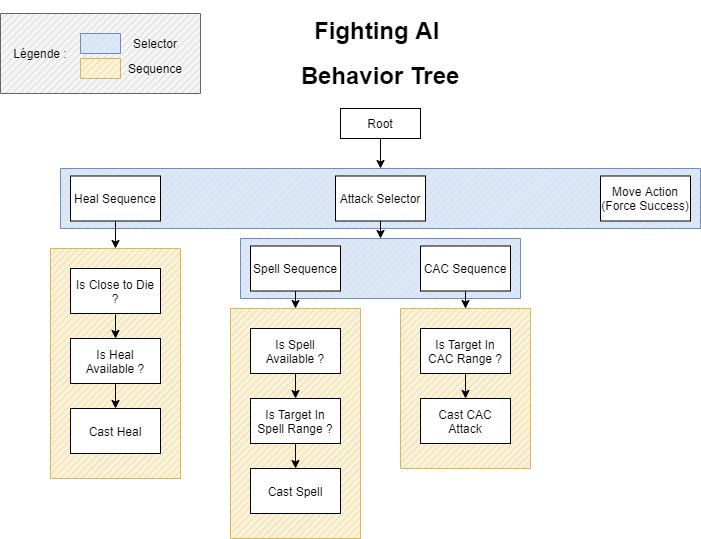 Fighting AI
Behavior Tree
Légende :
Selector
Sequence
Root
Heal Sequence
Attack Selector
Move Action
(Force Success)
Spell Sequence
CAC Sequence
Is Close to Die
?
Is Heal
Available ?
Cast Heal
Is Spell
Available ?
Is Target In
Spell Range ?
Cast Spell
Is Target In
CAC Range ?
Cast CAC
Attack